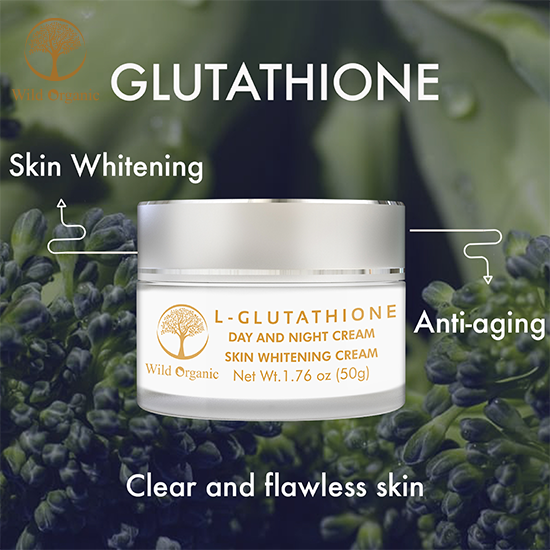 Wild Organic
GLUTATHIONE
Skin Whitening
L-GLUTATHIONE
DAY AND NIGHT CREAM
SKIN WHITENING CREAM
Wild Organic
Net Wt.1.76 oz (50g)
Anti-aging
Clear and flawless skin